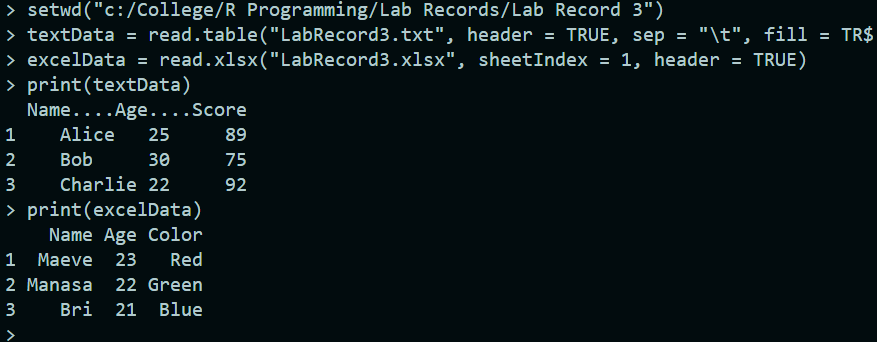 > setwd("c:/College/R Programming/Lab Records/Lab Record 3")
> textData = read.table("LabRecord3.txt", header = TRUE, sep = "\t", fill = TR$
> excelData = read.xlsx("LabRecord3.xlsx", sheetIndex = 1, header = TRUE)
> print(textData)
  Name....Age....Score
1    Alice   25     89
2    Bob     30     75
3    Charlie 22     92
> print(excelData)
    Name Age Color
1  Maeve  23   Red
2 Manasa  22 Green
3    Bri  21  Blue
>